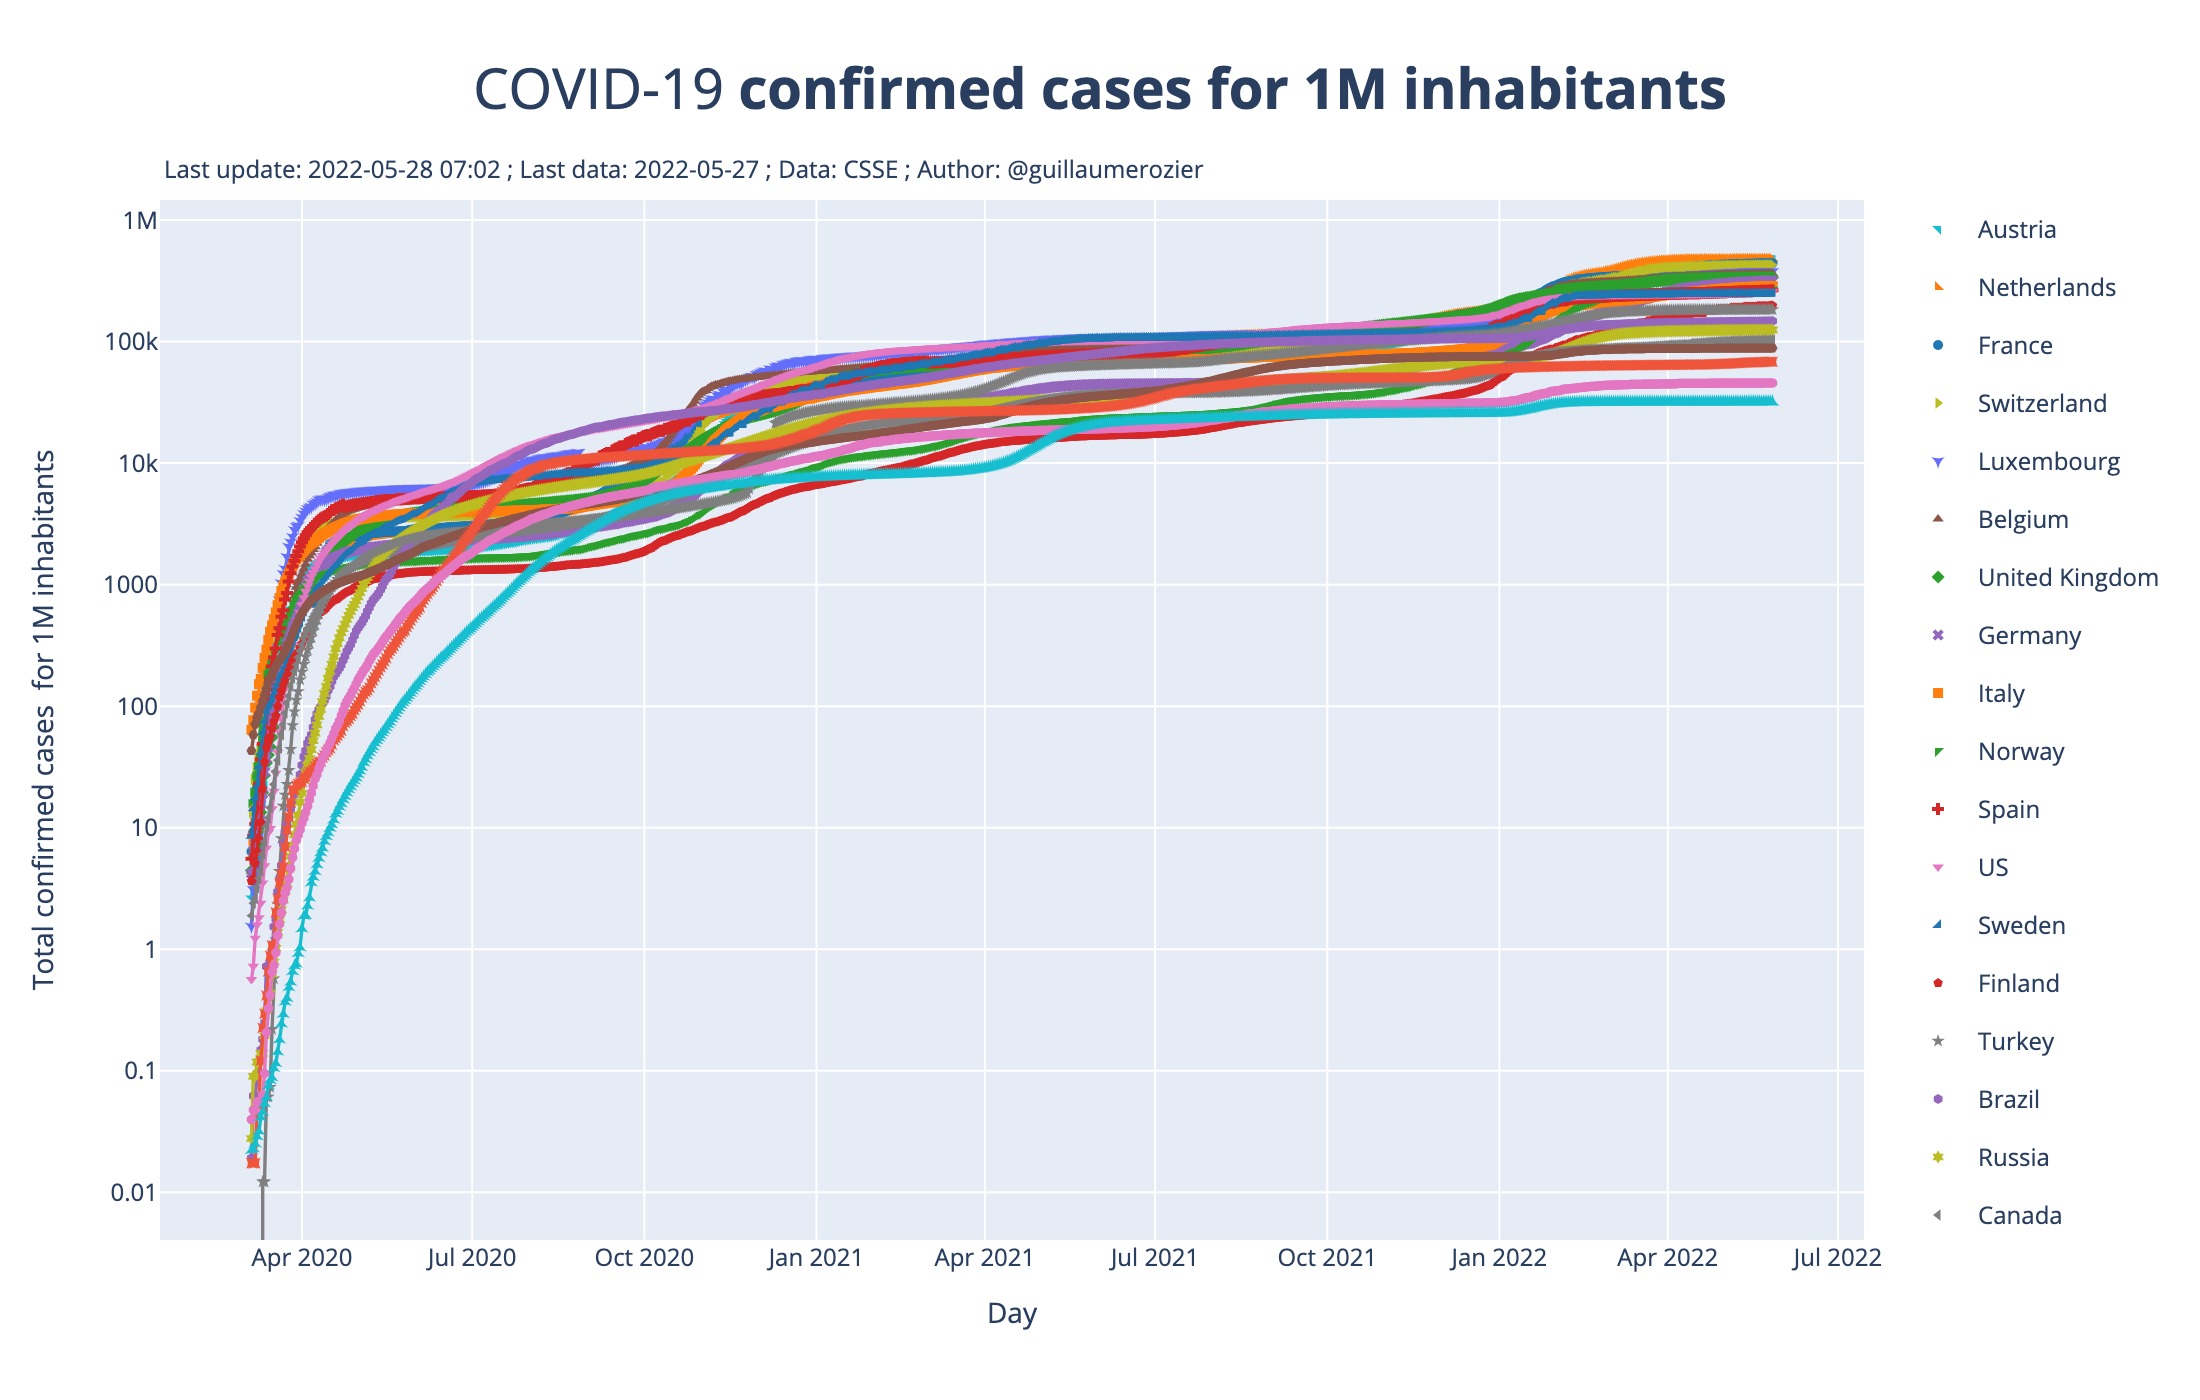 COVID-19 confirmed cases for 1M inhabitants
Last update: 2022-05-28 07:02 ; Last data: 2022-05-27 ; Data: CSSE ; Author: @guillaumerozier
Total confirmed cases for 1M inhabitants
1M
100k
10k
1000
100
10
1
0.1
0.01
Apr 2020
Jul 2020
Oct 2020
Jan 2021
Apr 2021
Jul 2021
Oct 2021
Jan 2022
Apr 2022
Jul 2022
Day
Austria
Netherlands
France
Switzerland
Luxembourg
Belgium
United Kingdom
Germany
Italy
Norway
Spain
US
Sweden
Finland
Turkey
Brazil
Russia
Canada